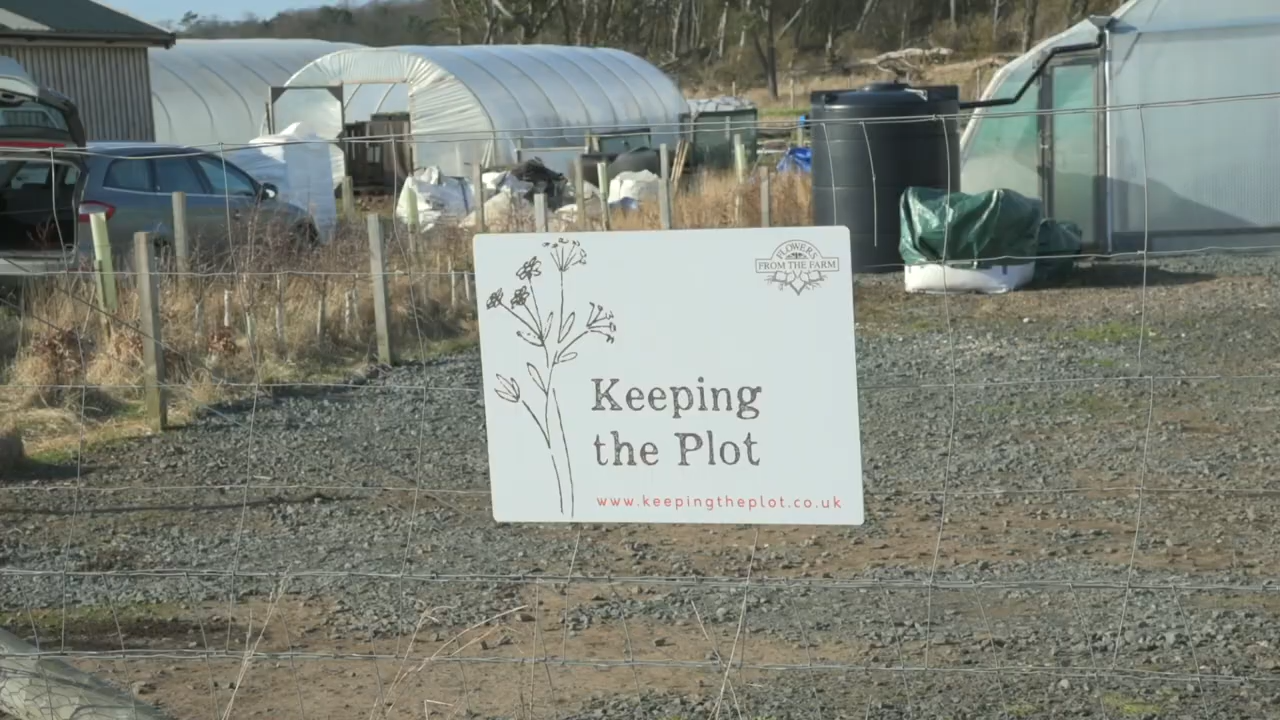 FLOWERS
FROM THE FARM
Keeping
the Plot
www.keepingtheplot.co.uk